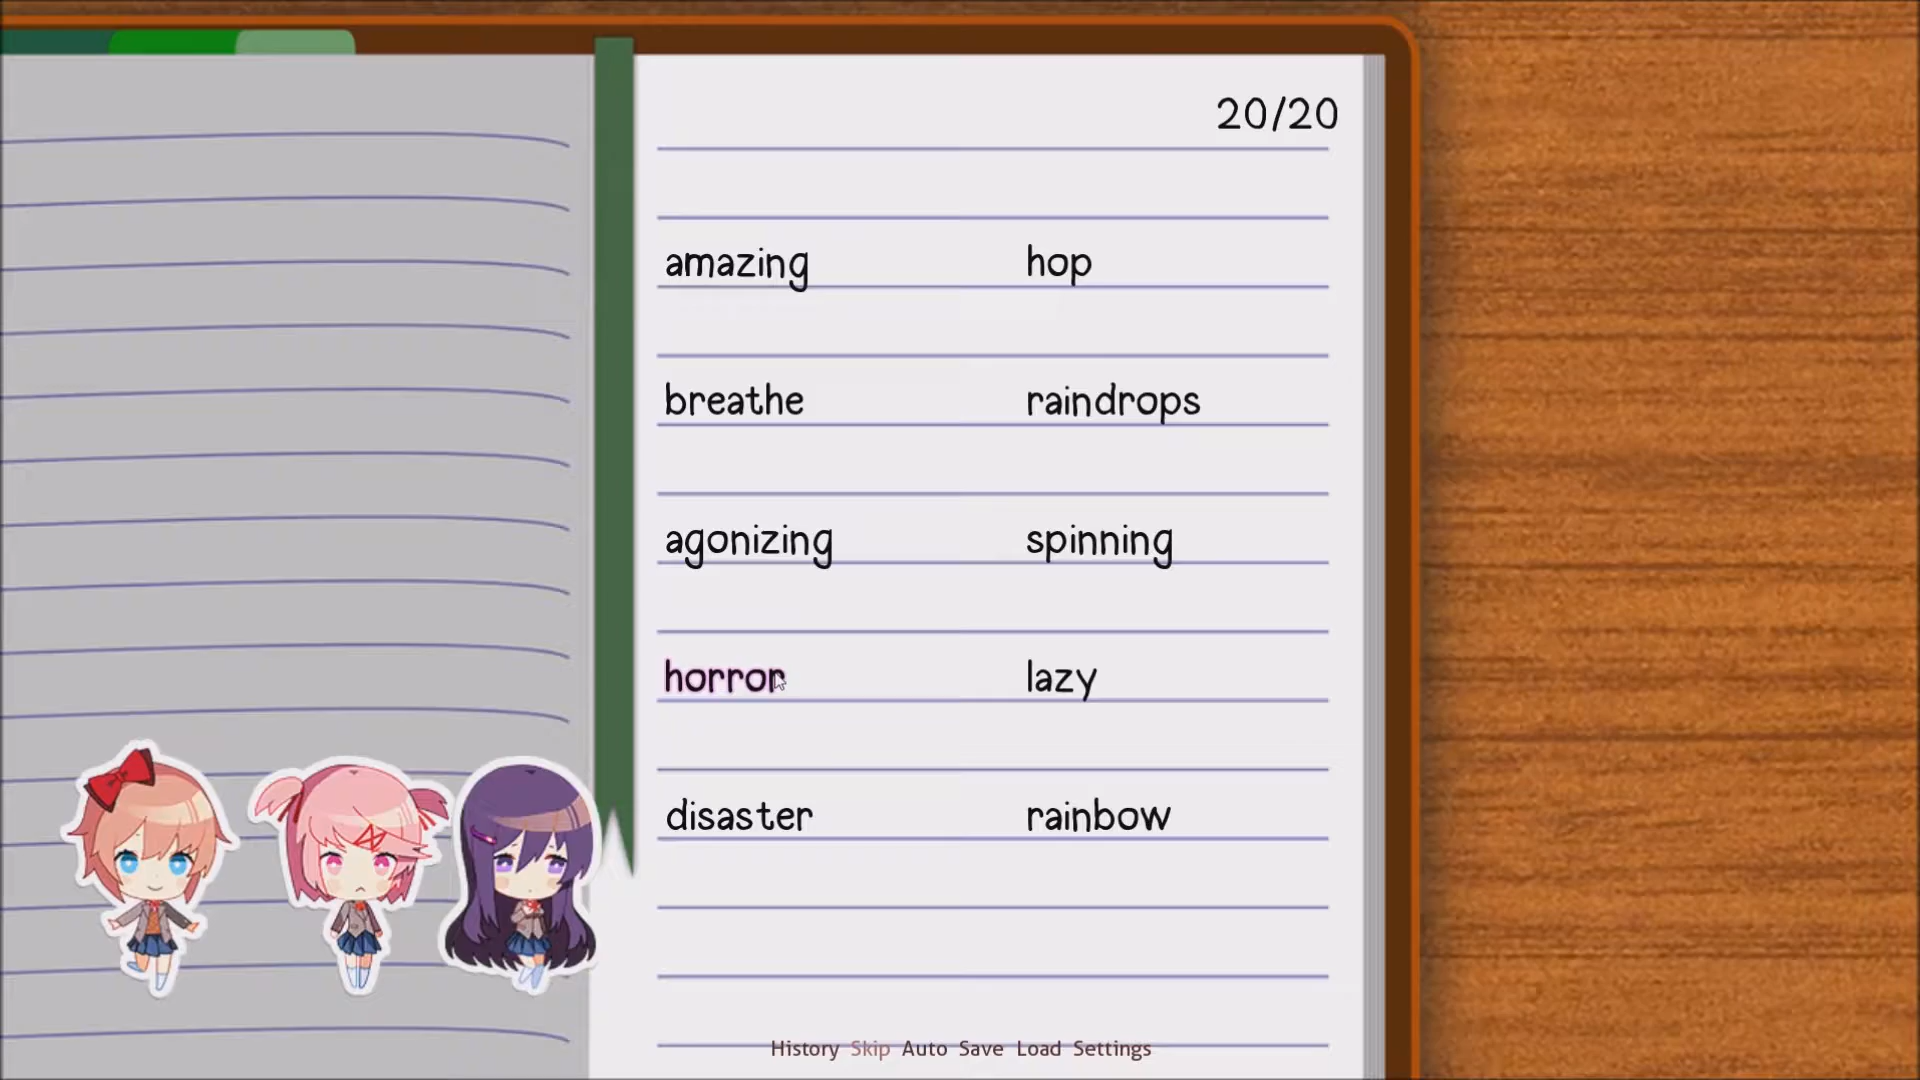 20/20
amazing hop
breathe raindrops
agonizing spinning
horror lazy
disaster rainbow
History Skip Auto Save Load Settings